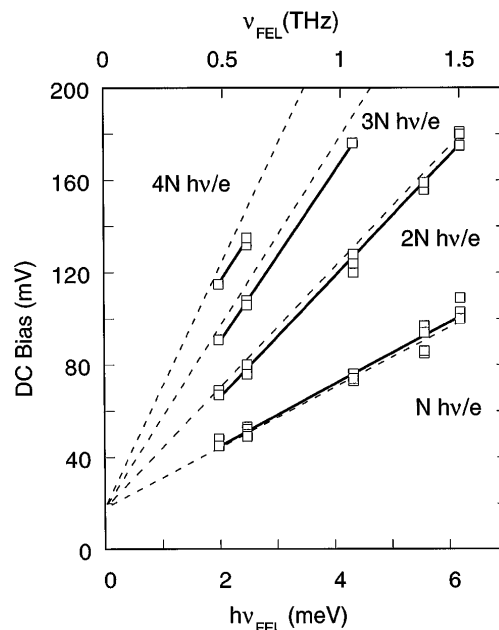 ν_FEL(THz)
0 0.5 1.0 1.5
200
160
120
80
40
0
DC Bias (mV)
3N hν/e
4N hν/e
2N hν/e
N hν/e
0 2 4 6
hν_FEL (meV)